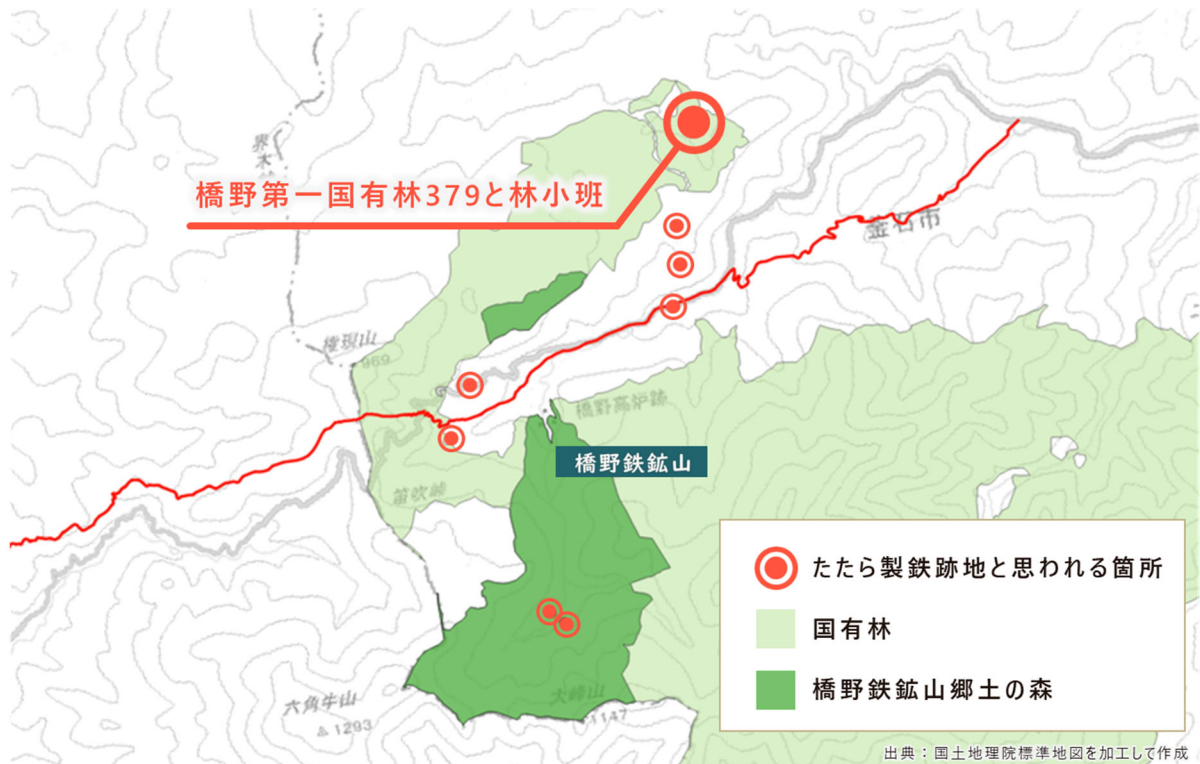 界木
橋野第一国有林379と林小班
釜石市
権現山
969
橋野高炉跡
橋野鉄鉱山
笛吹峠
たたら製鉄跡地と思われる箇所
国有林
橋野鉄鉱山郷土の森
六角牛山
1293
大峰山
1147
出典：国土地理院標準地図を加工して作成